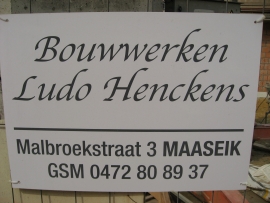 Bouwwerken
Ludo Henckens
Malbroekstraat 3 MAASEIK
GSM 0472 80 89 37